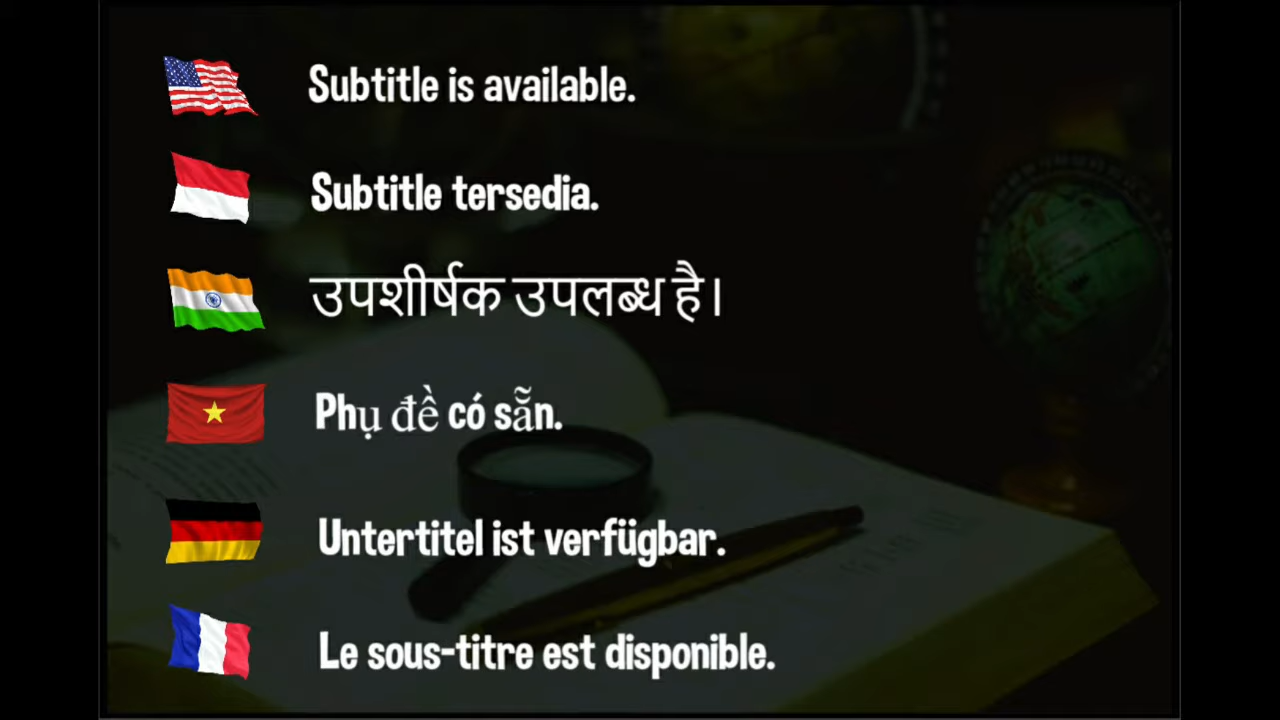 Subtitle is available.
Subtitle tersedia.
उपशीर्षक उपलब्ध है।
Phụ đề có sẵn.
Untertitel ist verfügbar.
Le sous-titre est disponible.